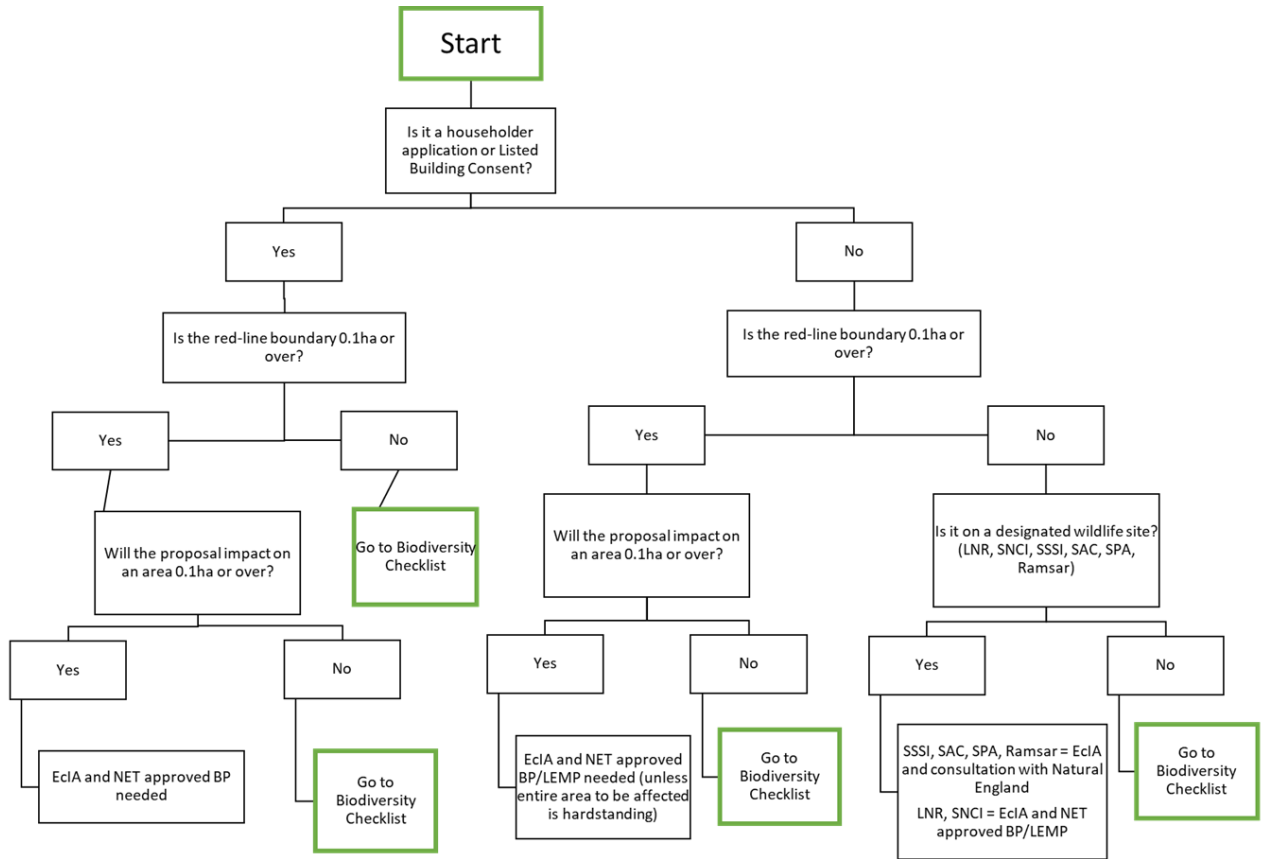 Start
Is it a householder
application or Listed
Building Consent?
Yes
No
Is the red-line boundary 0.1ha or
over?
Is the red-line boundary 0.1ha or
over?
Yes
No
Yes
No
Will the proposal impact on
an area 0.1ha or over?
Go to Biodiversity
Checklist
Will the proposal impact on
an area 0.1ha or over?
Is it on a designated wildlife site?
(LNR, SNCI, SSSI, SAC, SPA,
Ramsar)
Yes
No
Yes
No
Yes
No
EcIA and NET approved BP
needed
Go to
Biodiversity
Checklist
EcIA and NET approved
BP/LEMP needed (unless
entire area to be affected
is hardstanding)
Go to
Biodiversity
Checklist
SSSI, SAC, SPA, Ramsar = EcIA
and consultation with Natural
England
LNR, SNCI = EcIA and NET
approved BP/LEMP
Go to
Biodiversity
Checklist